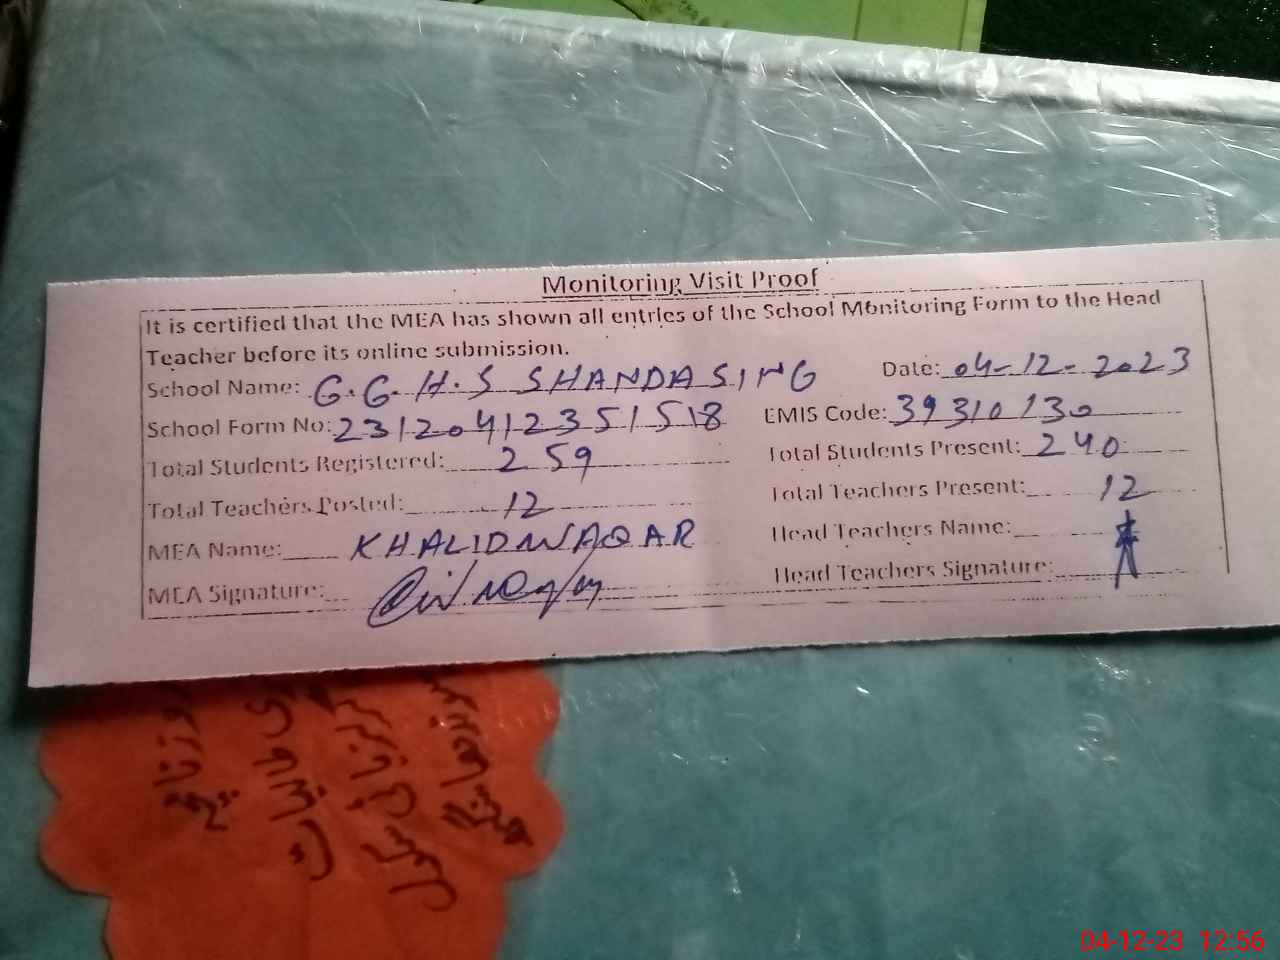 Monitoring Visit Proof
It is certified that the MEA has shown all entries of the School Monitoring Form to the Head
Teacher before its online submission.
School Name: G.G.H.S SHANDASING Date: 04-12-2023
School Form No: 23120412351518 EMIS Code: 39310130
Total Students Registered: 259 Total Students Present: 240
Total Teachers Posted: 12 Total Teachers Present: 12
MEA Name: KHALID WAQAR Head Teachers Name:
MEA Signature: Head Teachers Signature:
04-12-23 12:56